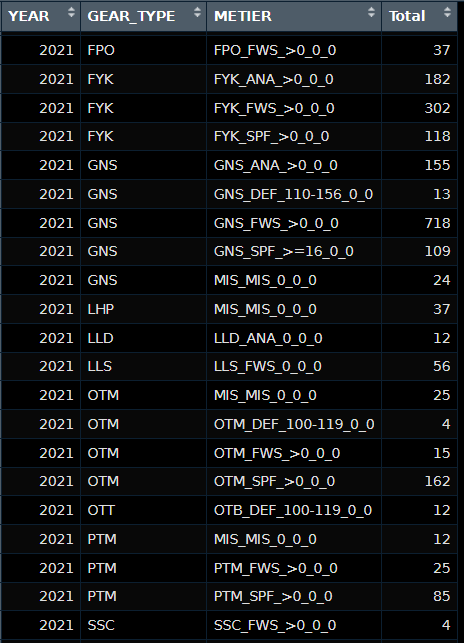 YEAR GEAR_TYPE METIER Total
2021 FPO FPO_FWS_>0_0_0 37
2021 FYK FYK_ANA_>0_0_0 182
2021 FYK FYK_FWS_>0_0_0 302
2021 FYK FYK_SPF_>0_0_0 118
2021 GNS GNS_ANA_>0_0_0 155
2021 GNS GNS_DEF_110-156_0_0 13
2021 GNS GNS_FWS_>0_0_0 718
2021 GNS GNS_SPF_>=16_0_0 109
2021 GNS MIS_MIS_0_0_0 24
2021 LHP MIS_MIS_0_0_0 37
2021 LLD LLD_ANA_0_0_0 12
2021 LLS LLS_FWS_0_0_0 56
2021 OTM MIS_MIS_0_0_0 25
2021 OTM OTM_DEF_100-119_0_0 4
2021 OTM OTM_FWS_>0_0_0 15
2021 OTM OTM_SPF_>0_0_0 162
2021 OTT OTB_DEF_100-119_0_0 12
2021 PTM MIS_MIS_0_0_0 12
2021 PTM PTM_FWS_>0_0_0 25
2021 PTM PTM_SPF_>0_0_0 85
2021 SSC SSC_FWS_>0_0_0 4